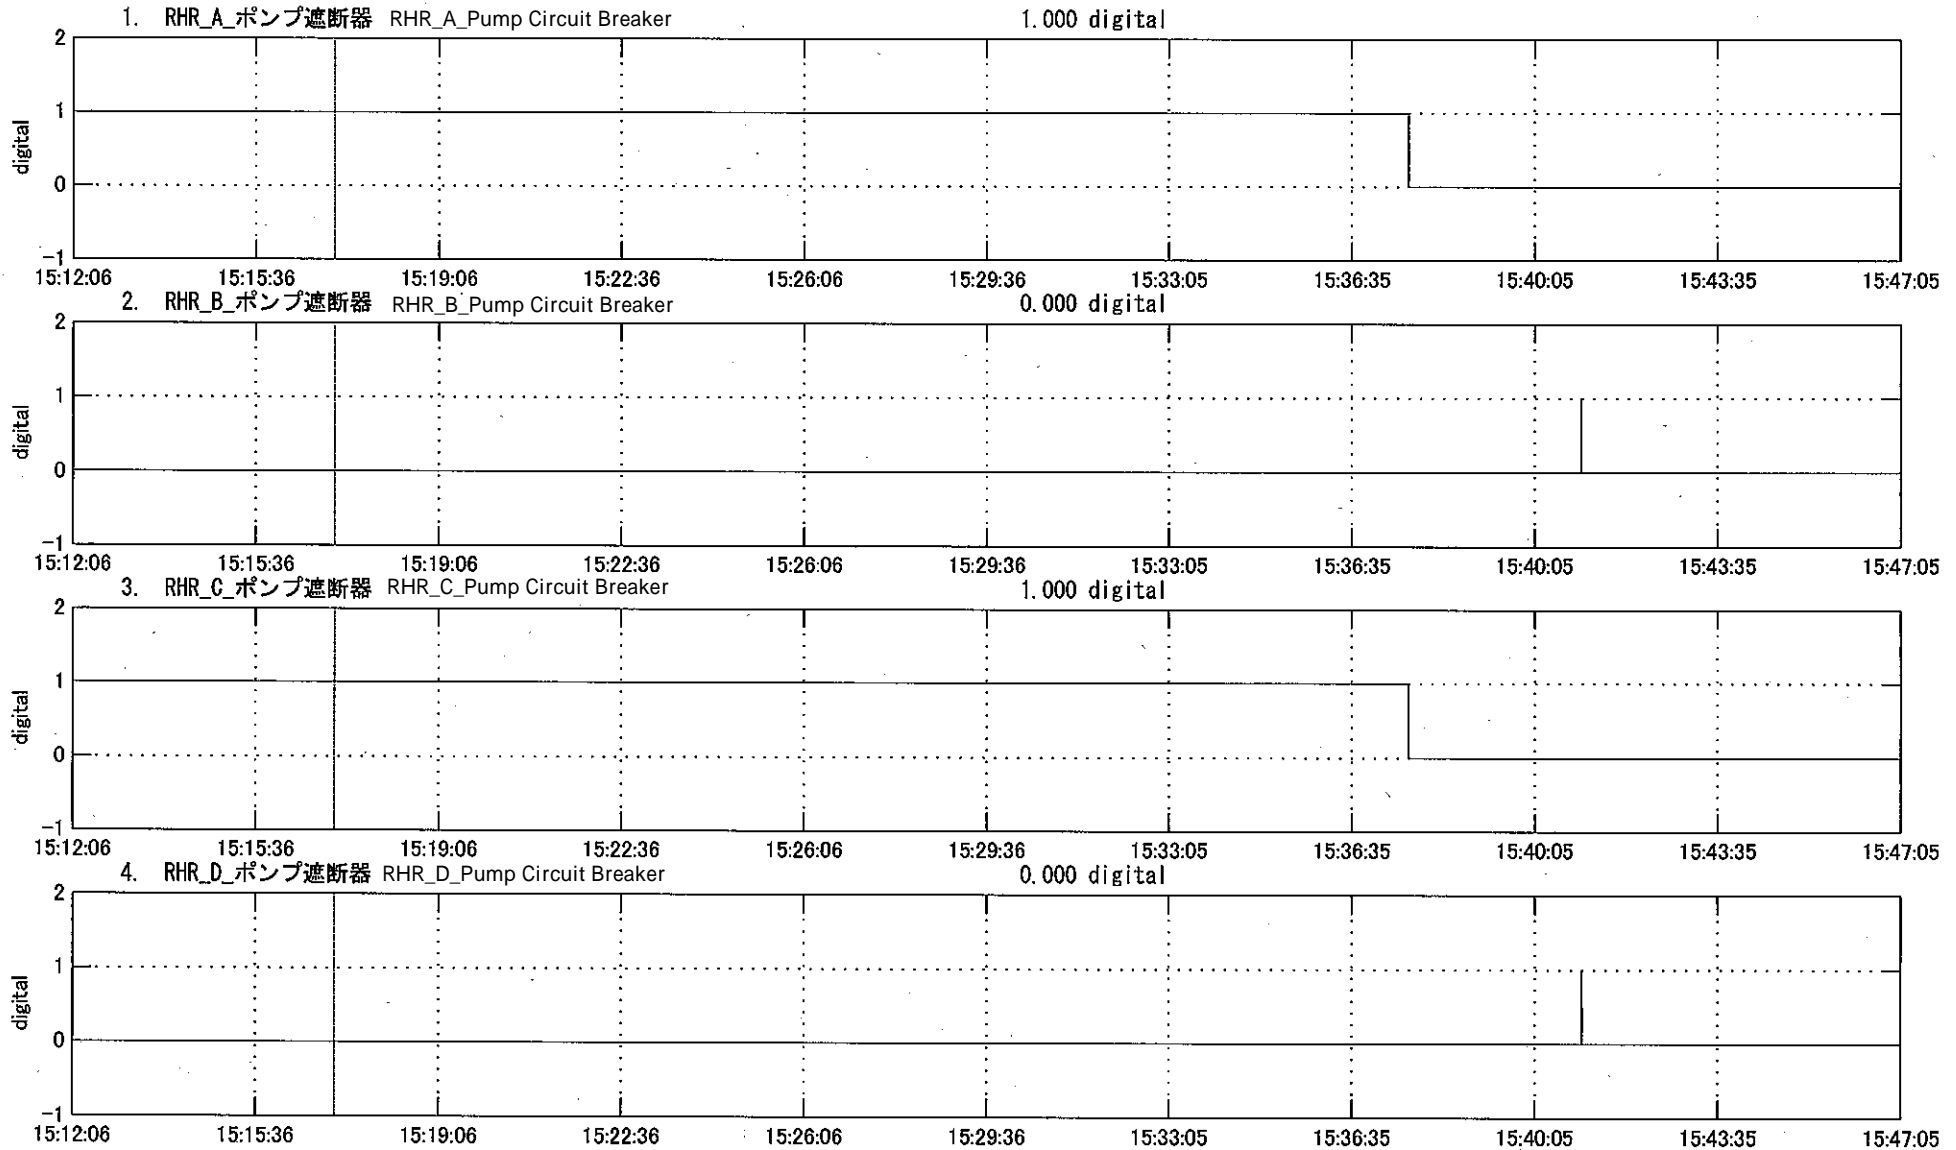 1. RHR_A_ポンプ遮断器 RHR_A_Pump Circuit Breaker 1.000 digital
2
1
digital
0
-1
15:12:06 15:15:36 15:19:06 15:22:36 15:26:06 15:29:36 15:33:05 15:36:35 15:40:05 15:43:35 15:47:05
2. RHR_B_ポンプ遮断器 RHR_B_Pump Circuit Breaker 0.000 digital
2
1
digital
0
-1
15:12:06 15:15:36 15:19:06 15:22:36 15:26:06 15:29:36 15:33:05 15:36:35 15:40:05 15:43:35 15:47:05
3. RHR_C_ポンプ遮断器 RHR_C_Pump Circuit Breaker 1.000 digital
2
1
digital
0
-1
15:12:06 15:15:36 15:19:06 15:22:36 15:26:06 15:29:36 15:33:05 15:36:35 15:40:05 15:43:35 15:47:05
4. RHR_D_ポンプ遮断器 RHR_D_Pump Circuit Breaker 0.000 digital
2
1
digital
0
-1
15:12:06 15:15:36 15:19:06 15:22:36 15:26:06 15:29:36 15:33:05 15:36:35 15:40:05 15:43:35 15:47:05